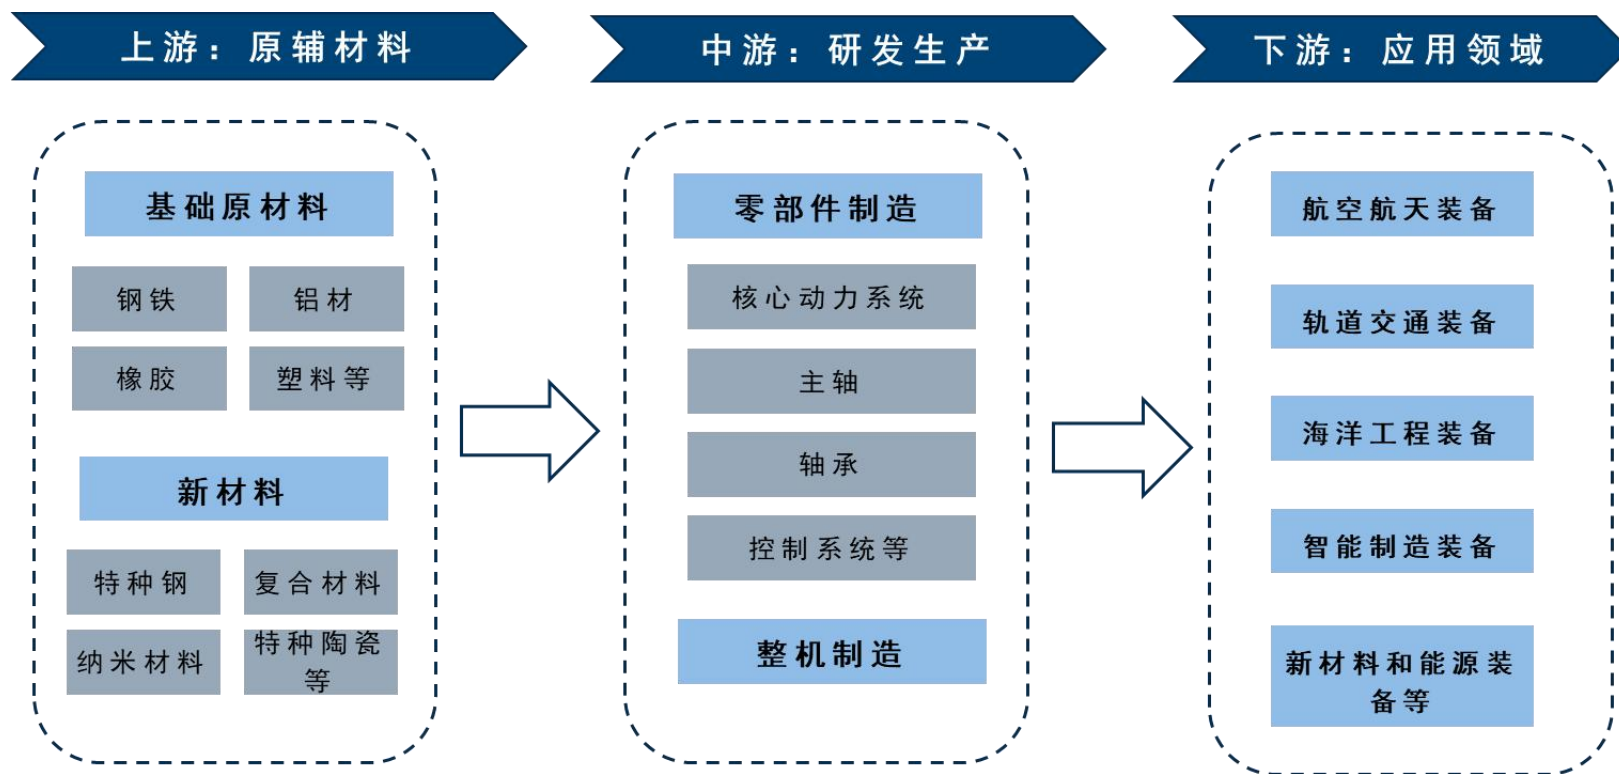 上游：原辅材料
中游：研发生产
下游：应用领域
基础原材料
钢铁
铝材
橡胶
塑料等
新材料
特种钢
复合材料
纳米材料
特种陶瓷
等
零部件制造
核心动力系统
主轴
轴承
控制系统等
整机制造
航空航天装备
轨道交通装备
海洋工程装备
智能制造装备
新材料和能源装
备等